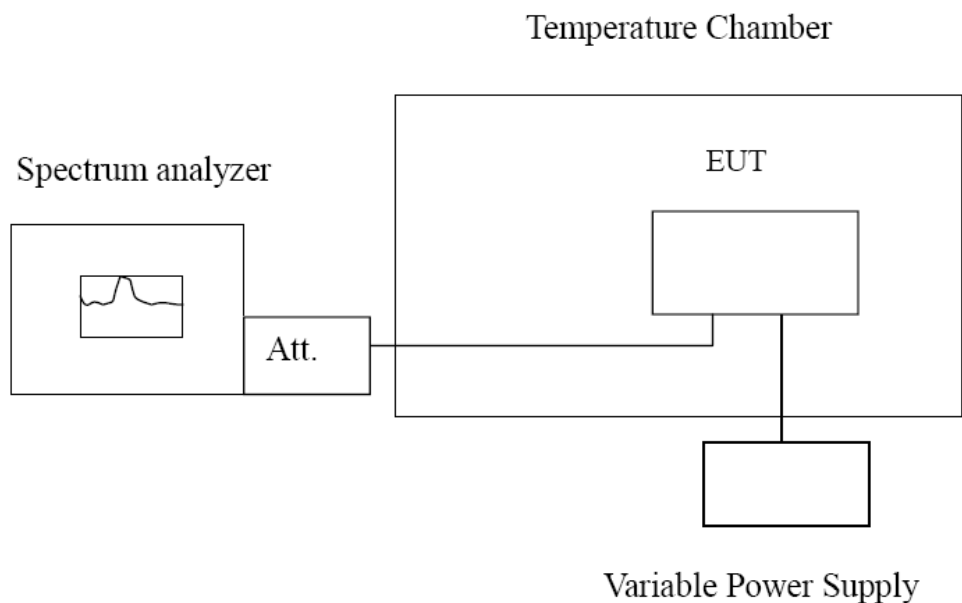 Temperature Chamber
Spectrum analyzer
EUT
Att.
Variable Power Supply